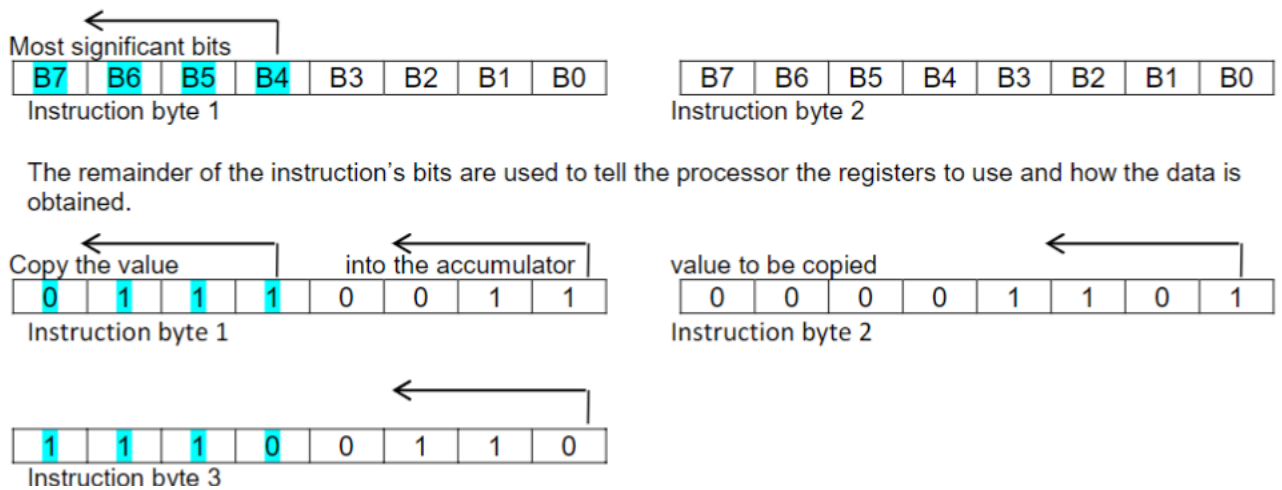 Most significant bits
B7 B6 B5 B4 B3 B2 B1 B0 B7 B6 B5 B4 B3 B2 B1 B0
Instruction byte 1 Instruction byte 2
The remainder of the instruction's bits are used to tell the processor the registers to use and how the data is
obtained.
Copy the value into the accumulator value to be copied
0 1 1 1 0 0 1 1 0 0 0 0 1 1 0 1
Instruction byte 1 Instruction byte 2
1 1 1 0 0 1 1 0
Instruction byte 3